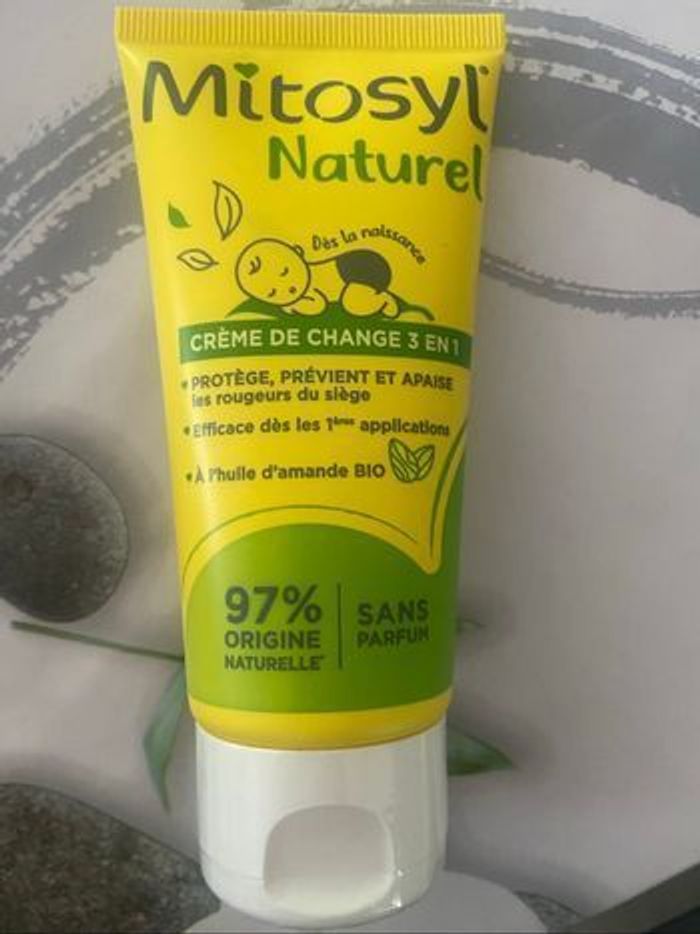 Mitosyl®
Naturel
Dès la naissance
CRÈME DE CHANGE 3 EN 1
• PROTÈGE, PRÉVIENT ET APAISE
les rougeurs du siège
• Efficace dès les 1ères applications
• À l'huile d'amande BIO
97%
ORIGINE
NATURELLE*
SANS
PARFUM